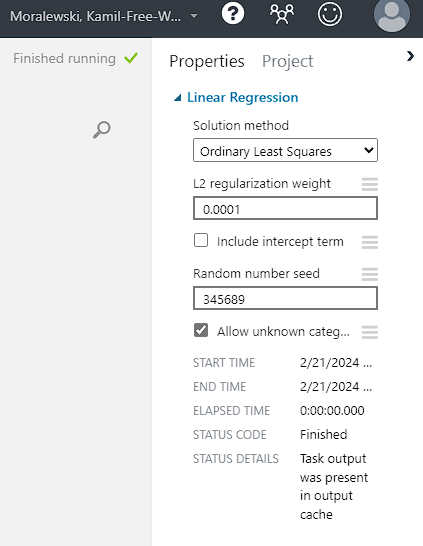 Moralewski, Kamil-Free-W...
Finished running
Properties Project
Linear Regression
Solution method
Ordinary Least Squares
L2 regularization weight
0.0001
Include intercept term
Random number seed
345689
Allow unknown categ...
START TIME 2/21/2024 ...
END TIME 2/21/2024 ...
ELAPSED TIME 0:00:00.000
STATUS CODE Finished
STATUS DETAILS Task output
was present
in output
cache